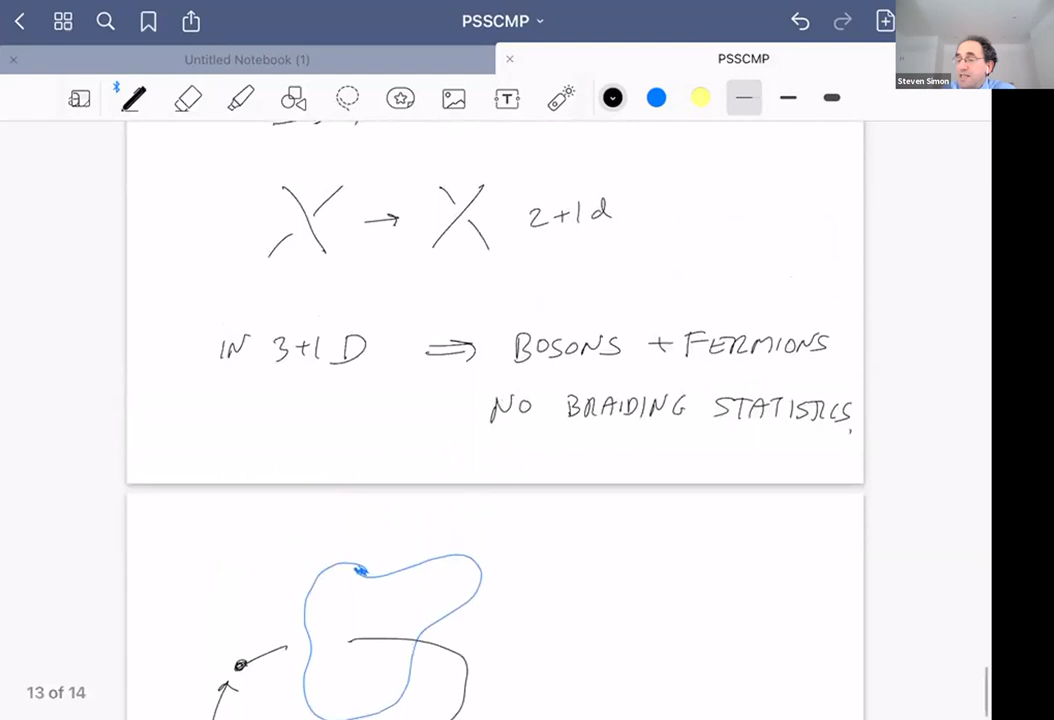 PSSCMP
Untitled Notebook (1)
PSSCMP
Steven Simon
T
2+1 d
IN 3+1 D ⟹ BOSONS + FERMIONS
NO BRAIDING STATISTICS.
13 of 14